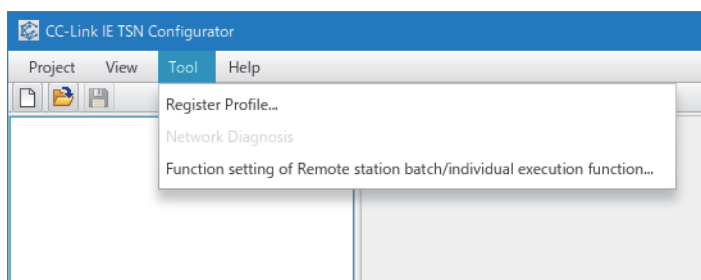 CC-Link IE TSN Configurator
Project View Tool Help
Register Profile...
Network Diagnosis
Function setting of Remote station batch/individual execution function...